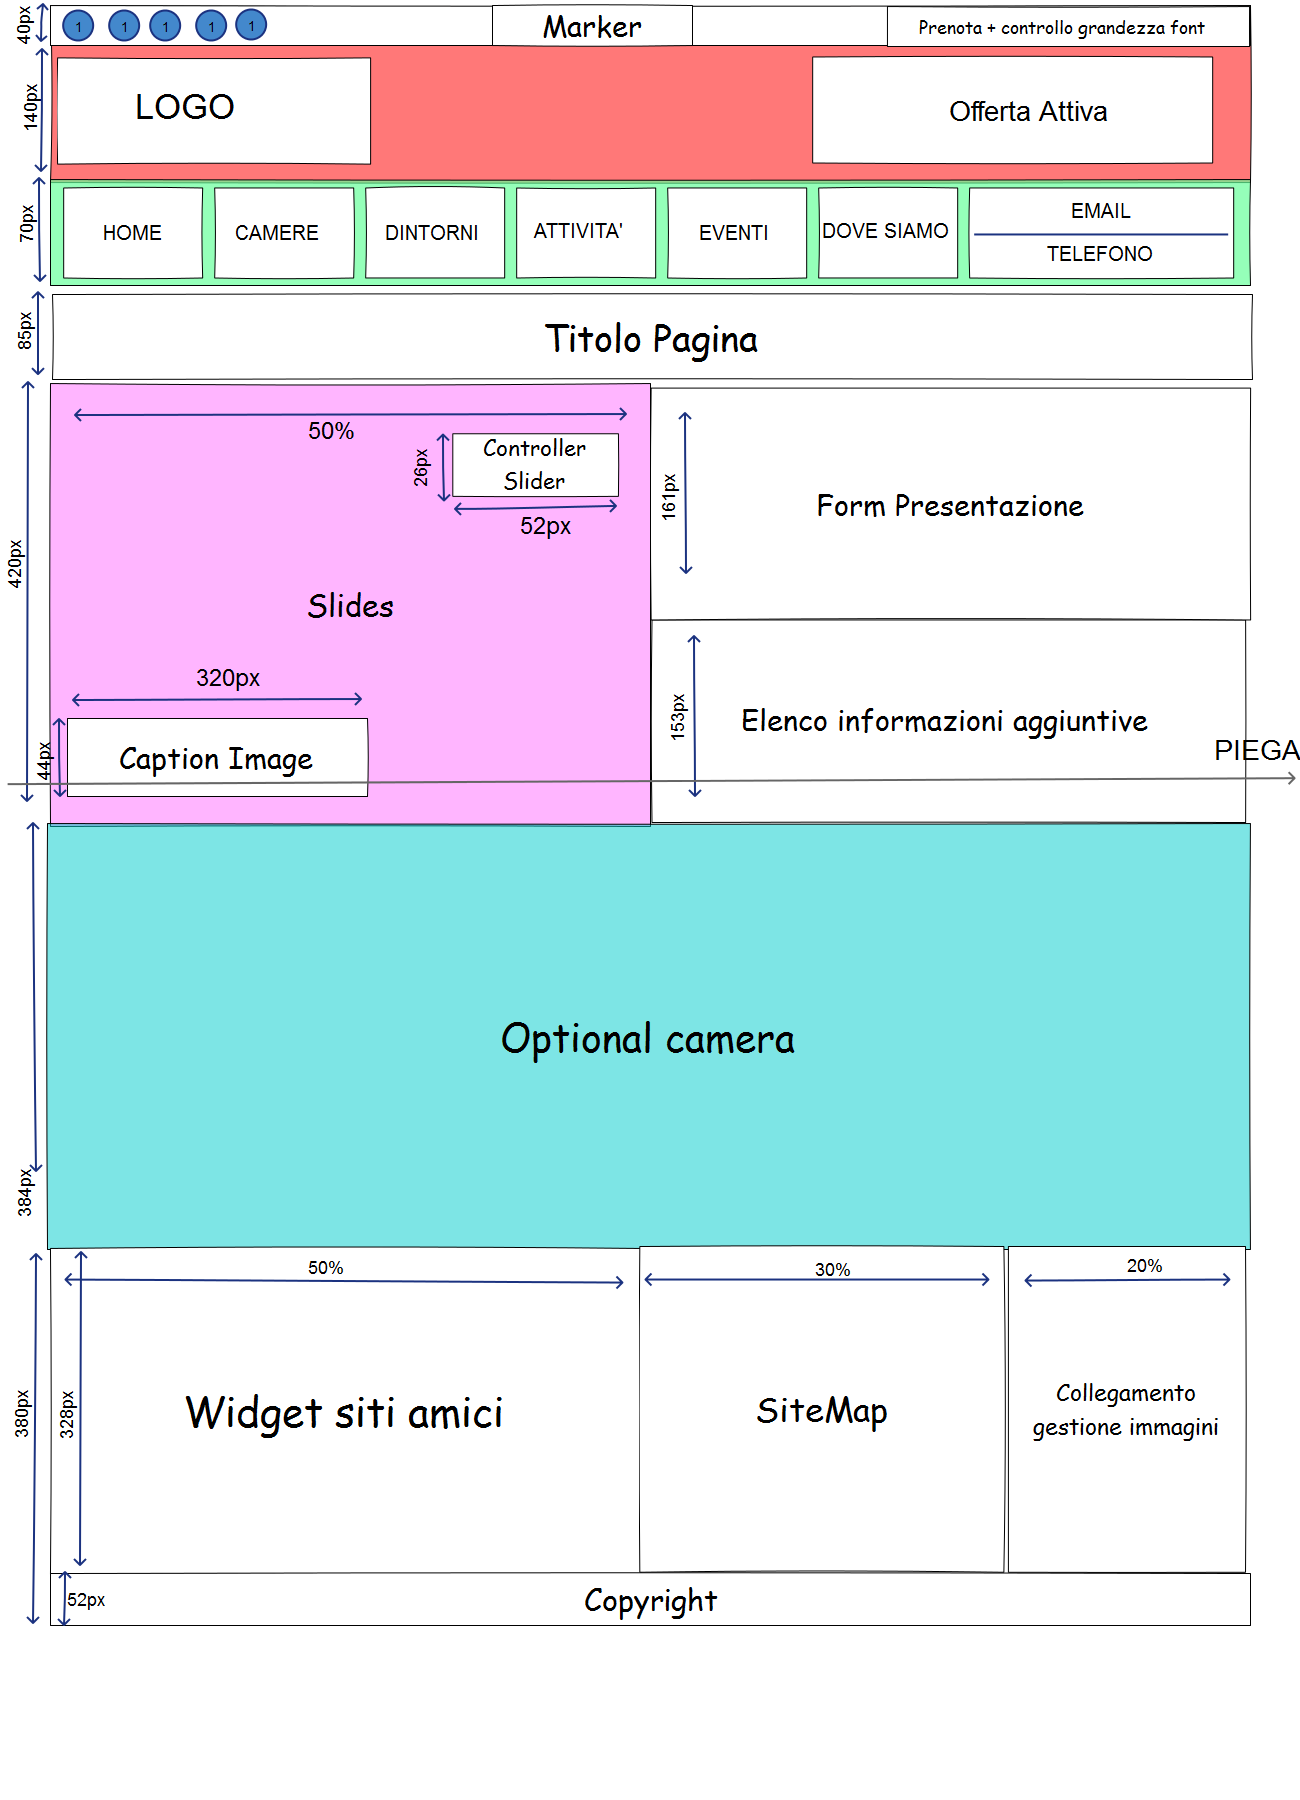 40px
1 1 1 1 1
Marker
Prenota + controllo grandezza font
140px
LOGO
Offerta Attiva
70px
HOME
CAMERE
DINTORNI
ATTIVITA'
EVENTI
DOVE SIAMO
EMAIL
TELEFONO
85px
Titolo Pagina
420px
50%
26px
Controller
Slider
52px
Slides
320px
44px
Caption Image
161px
Form Presentazione
153px
Elenco informazioni aggiuntive
PIEGA
384px
Optional camera
380px
328px
50%
Widget siti amici
30%
SiteMap
20%
Collegamento
gestione immagini
52px
Copyright